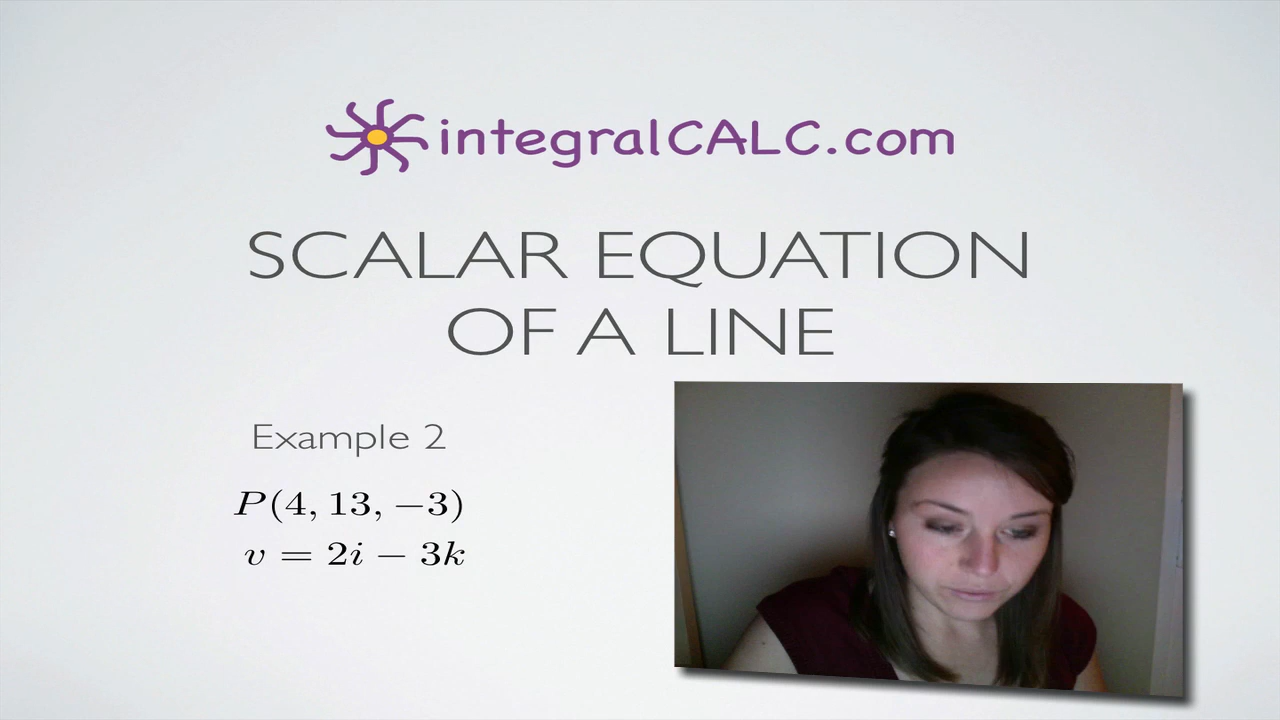 integralCALC.com
SCALAR EQUATION
OF A LINE
Example 2
P(4, 13, −3)
v = 2i − 3k